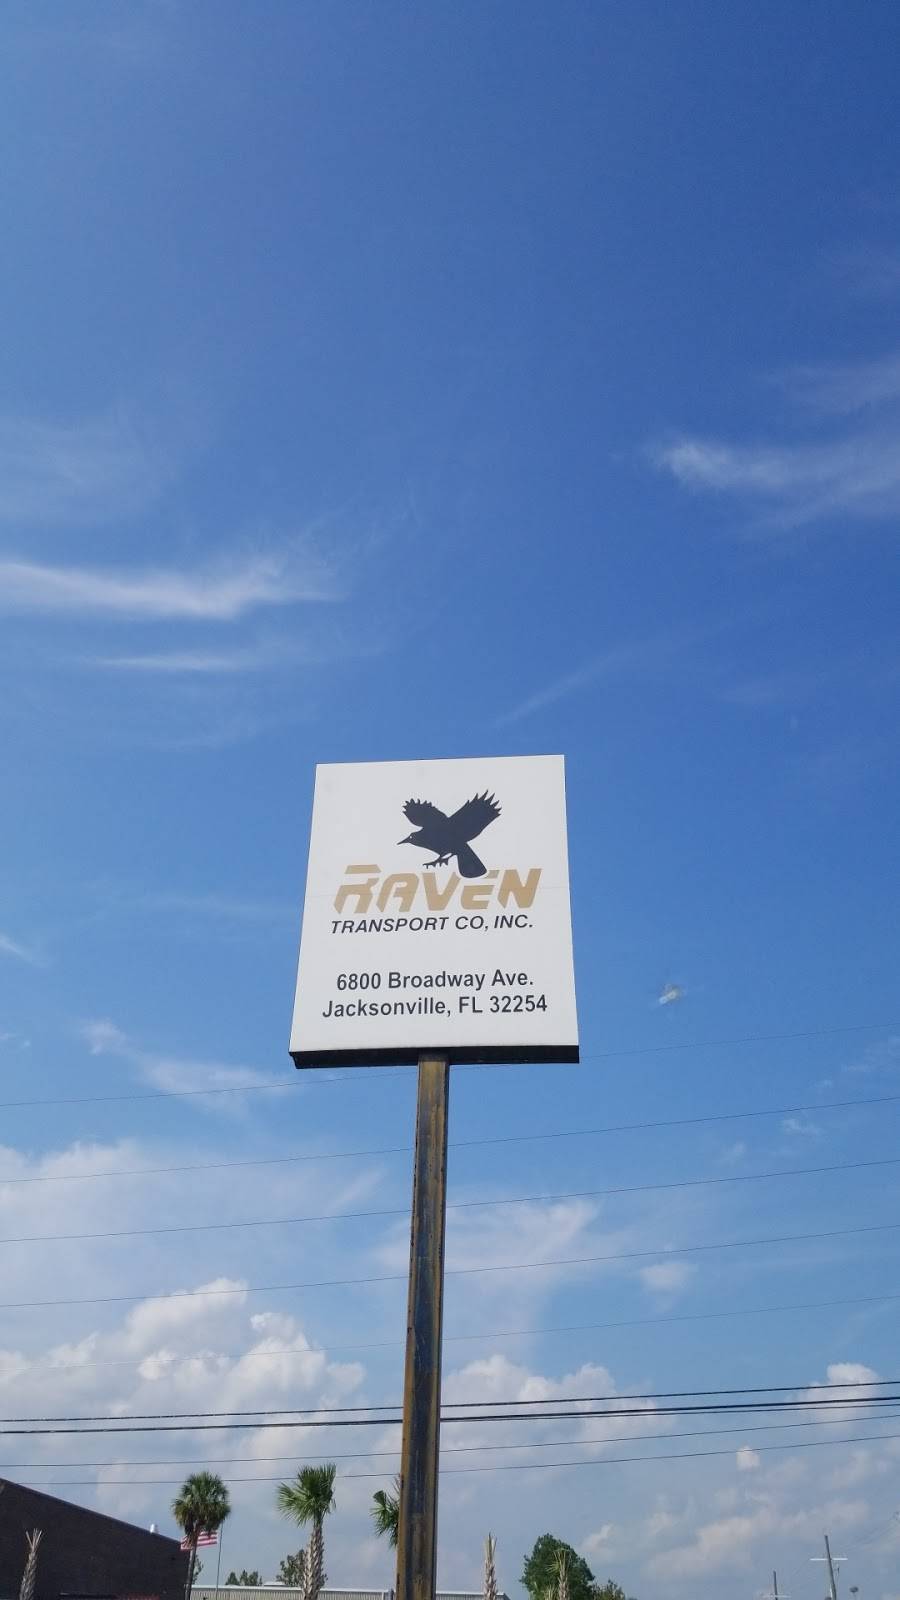 RAVEN
TRANSPORT CO, INC.
6800 Broadway Ave.
Jacksonville, FL 32254